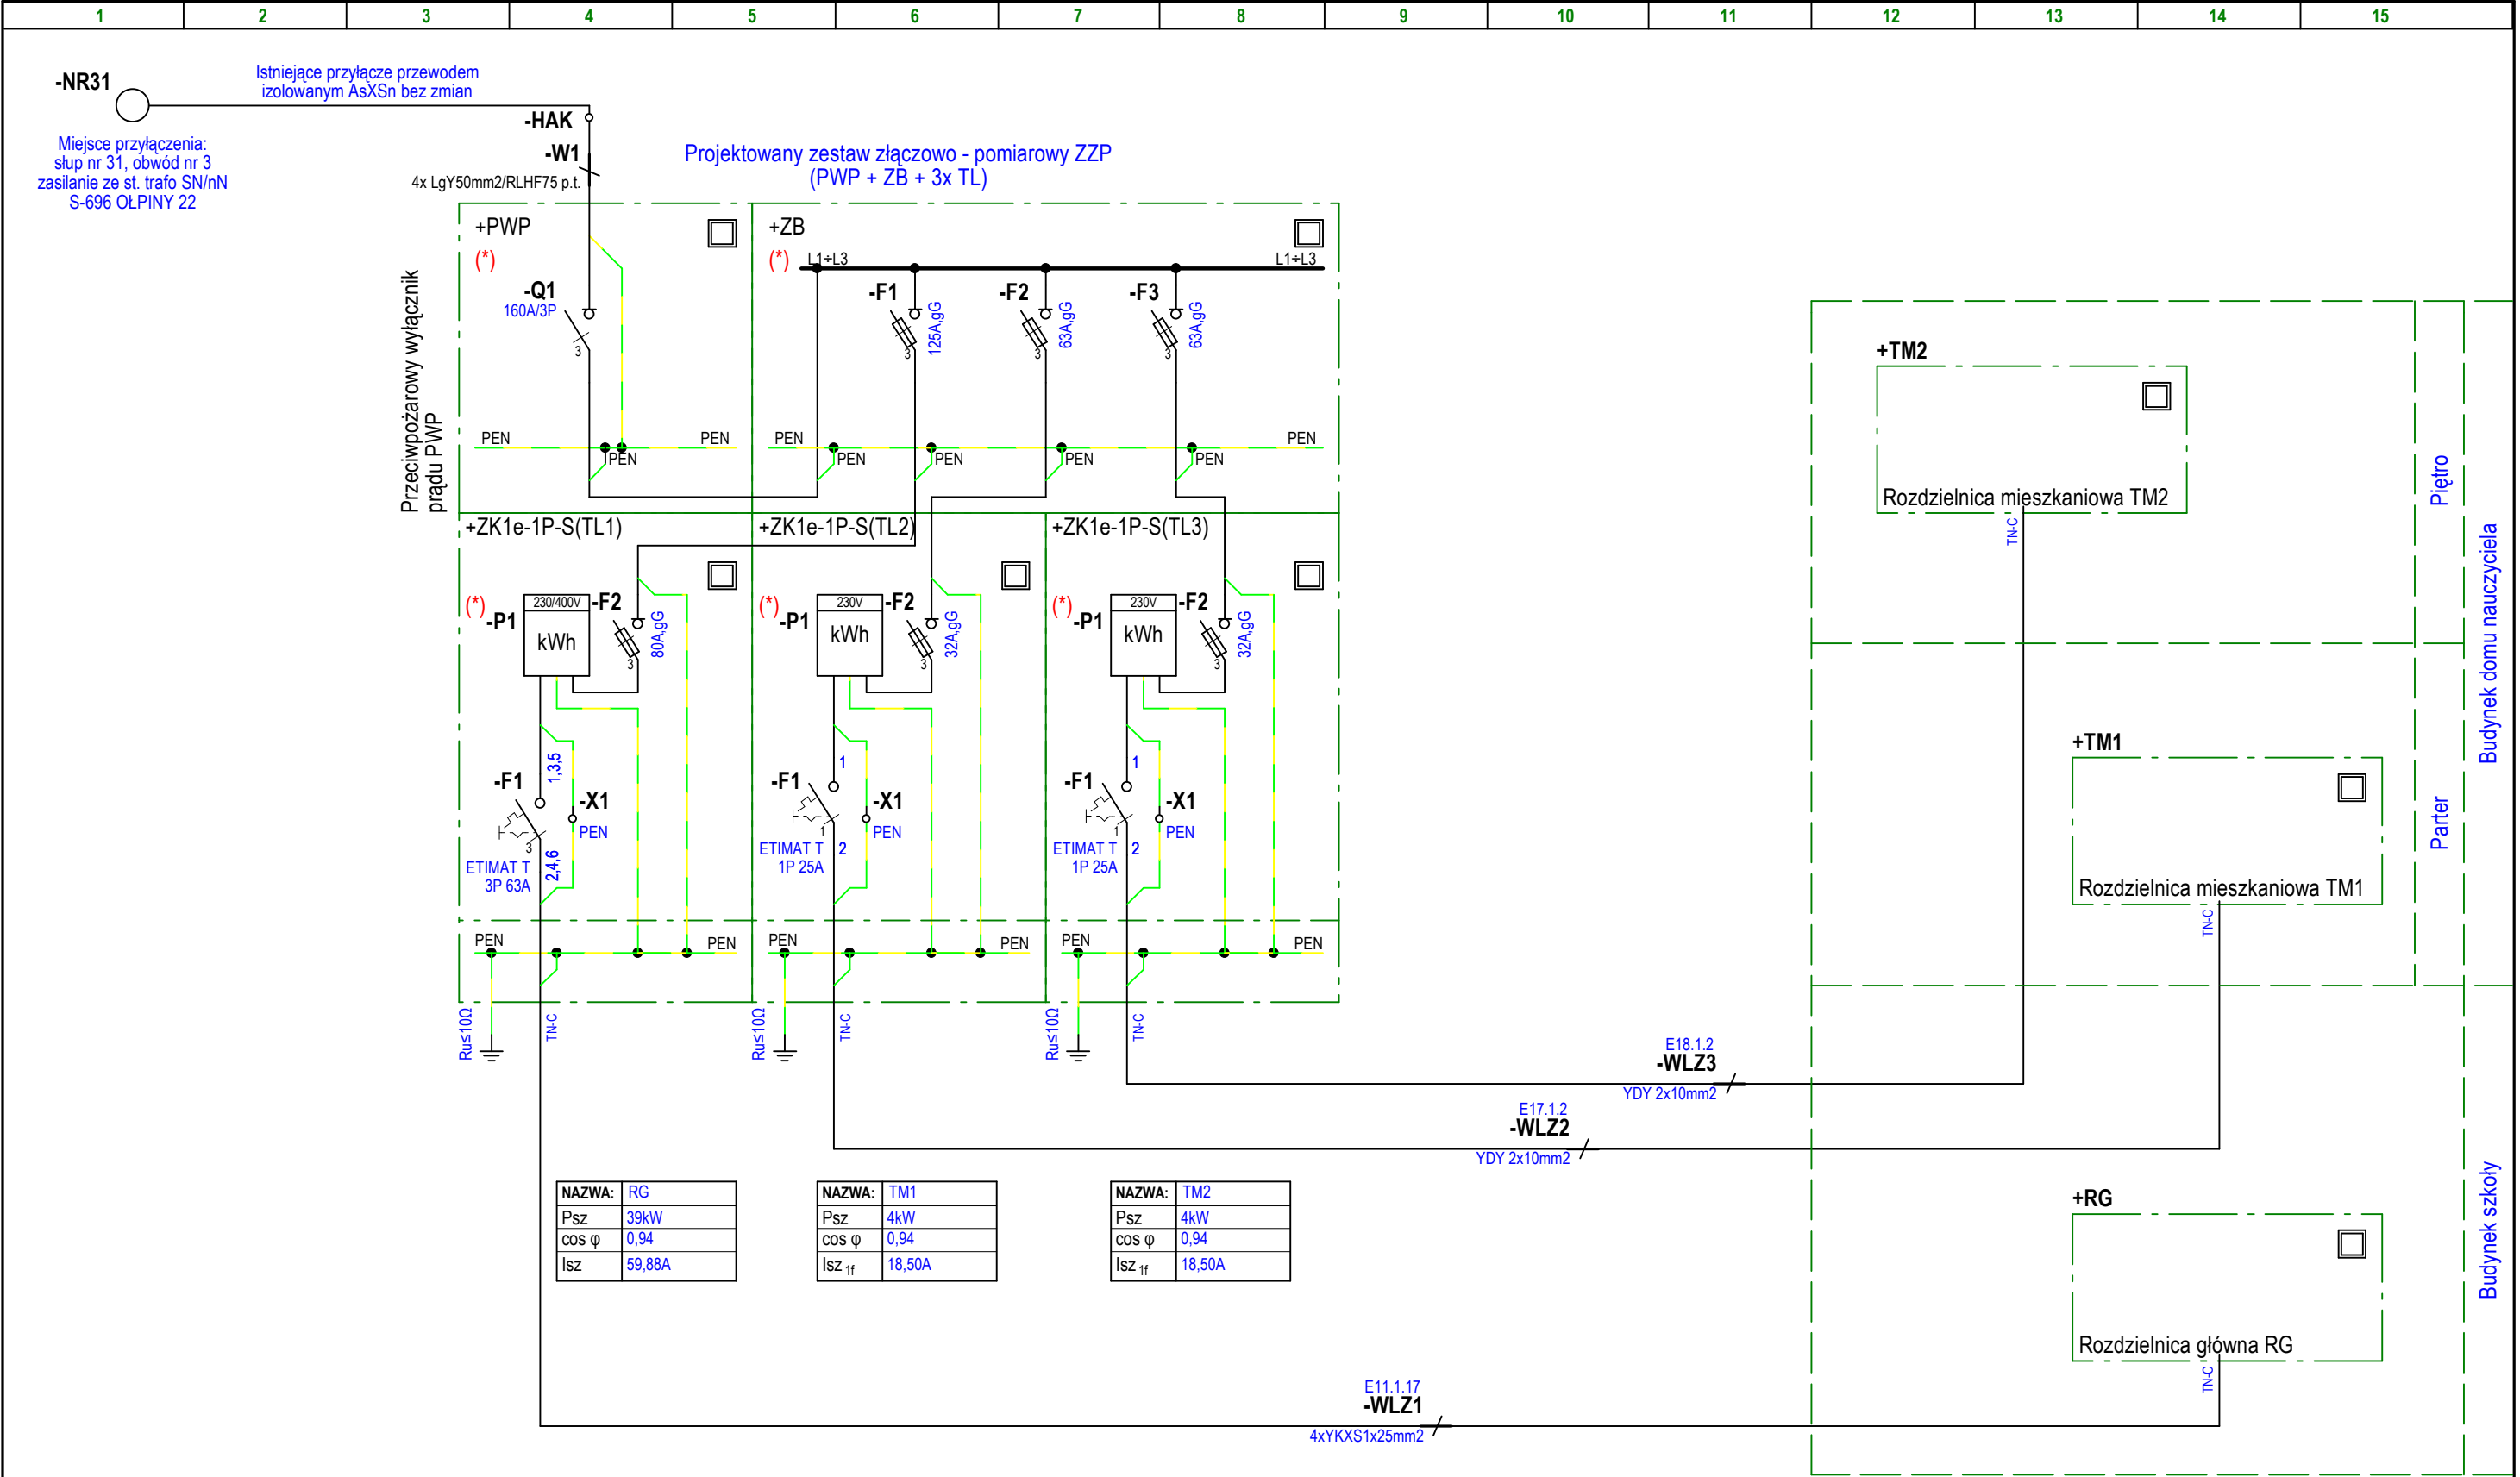 1 2 3 4 5 6 7 8 9 10 11 12 13 14 15
-NR31
Istniejące przyłącze przewodem
izolowanym AsXSn bez zmian
-HAK
Miejsce przyłączenia:
słup nr 31, obwód nr 3
zasilanie ze st. trafo SN/nN
S-696 OŁPINY 22
-W1
4x LgY50mm2/RLHF75 p.t.
Projektowany zestaw złączowo - pomiarowy ZZP
(PWP + ZB + 3x TL)
Przeciwpożarowy wyłącznik
prądu PWP
+PWP
(*)
-Q1
160A/3P
3
PEN
PEN
PEN
+ZB
(*)
L1÷L3
L1÷L3
-F1
125A,gG
3
-F2
63A,gG
3
-F3
63A,gG
3
PEN
PEN
PEN
PEN
PEN
PEN
+ZK1e-1P-S(TL1)
(*)
-P1
230/400V
kWh
-F2
80A,gG
3
1,3,5
-F1
3
2,4,6
ETIMAT T
3P 63A
-X1
PEN
PEN
PEN
Ru≤10Ω
TN-C
+ZK1e-1P-S(TL2)
(*)
-P1
230V
kWh
-F2
32A,gG
3
1
-F1
1
2
ETIMAT T
1P 25A
-X1
PEN
PEN
PEN
Ru≤10Ω
TN-C
+ZK1e-1P-S(TL3)
(*)
-P1
230V
kWh
-F2
32A,gG
3
1
-F1
1
2
ETIMAT T
1P 25A
-X1
PEN
PEN
PEN
Ru≤10Ω
TN-C
+TM2
Rozdzielnica mieszkaniowa TM2
TN-C
Piętro
Budynek domu nauczyciela
+TM1
Rozdzielnica mieszkaniowa TM1
TN-C
Parter
E18.1.2
-WLZ3
YDY 2x10mm2
E17.1.2
-WLZ2
YDY 2x10mm2
NAZWA: RG
Psz 39kW
cos φ 0,94
Isz 59,88A
NAZWA: TM1
Psz 4kW
cos φ 0,94
Isz 1f 18,50A
NAZWA: TM2
Psz 4kW
cos φ 0,94
Isz 1f 18,50A
+RG
Rozdzielnica główna RG
TN-C
Budynek szkoły
E11.1.17
-WLZ1
4xYKXS1x25mm2